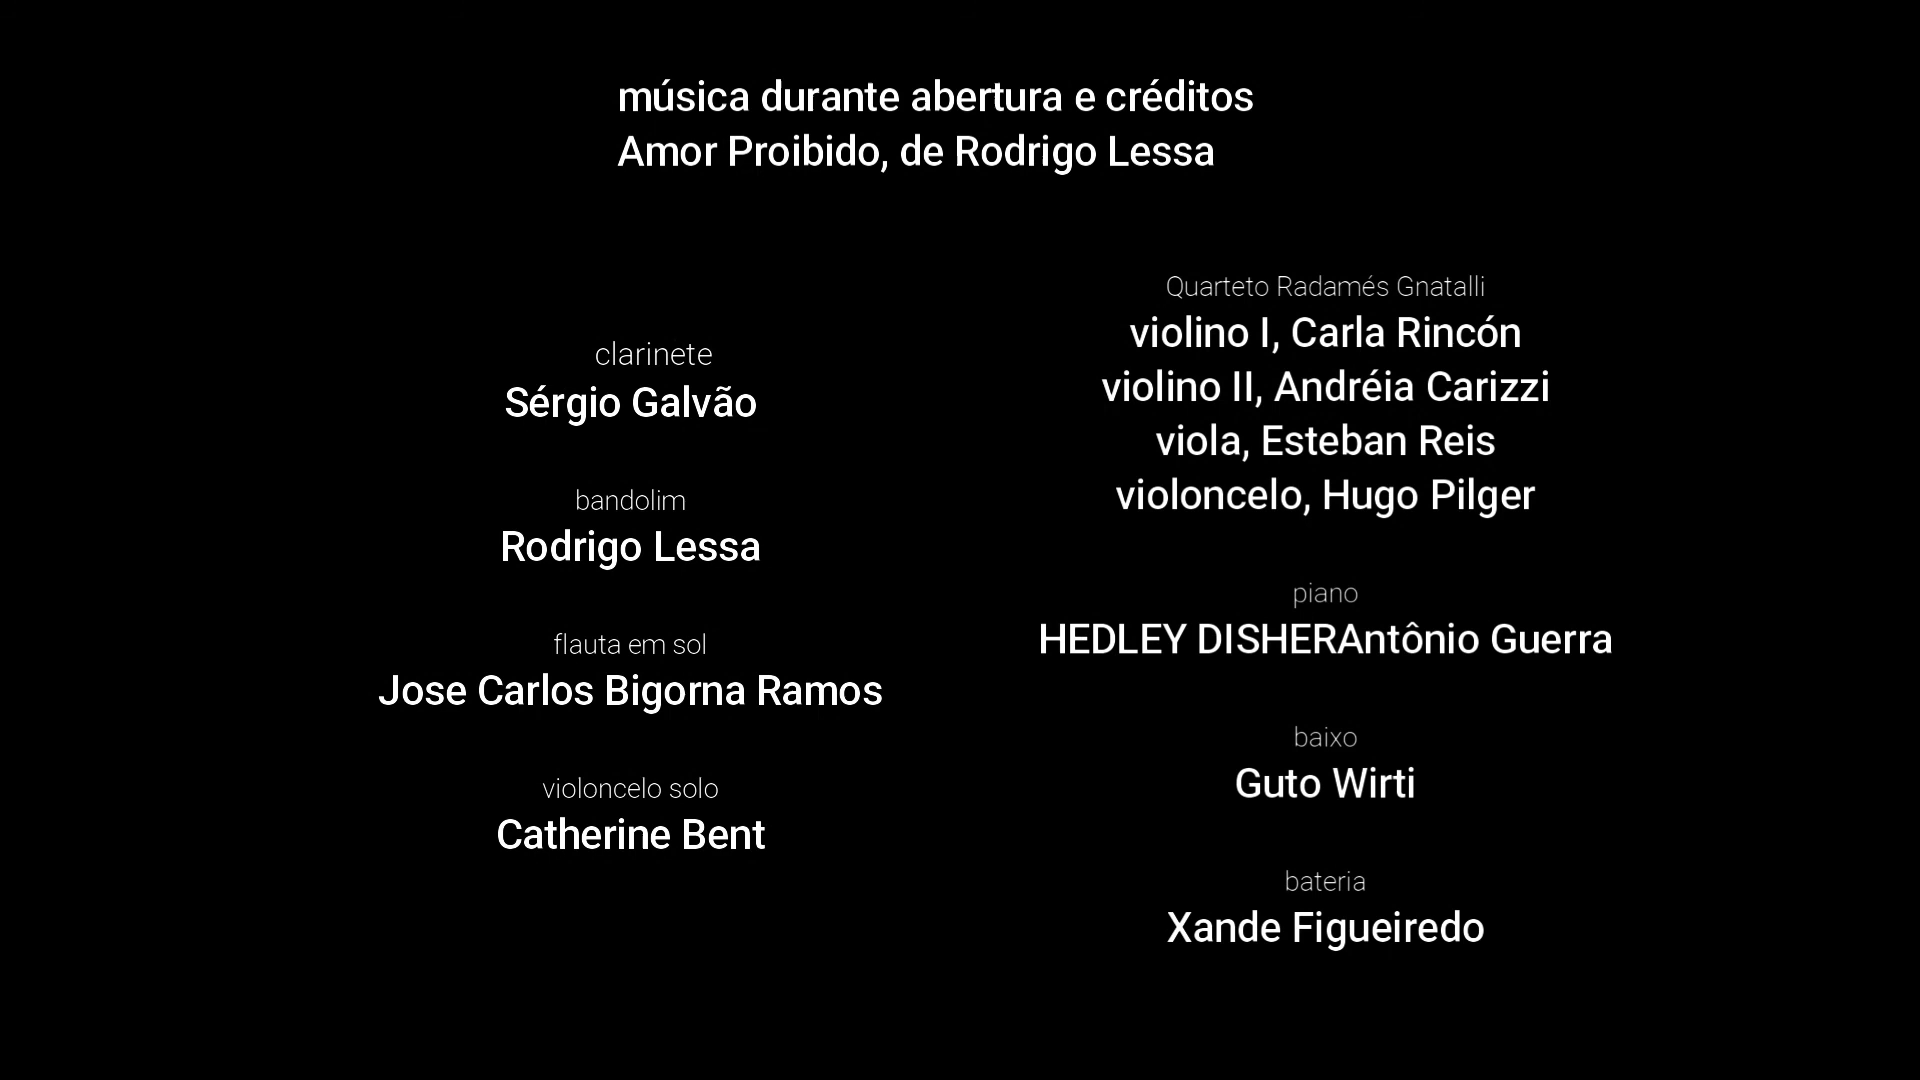 música durante abertura e créditos
Amor Proibido, de Rodrigo Lessa
clarinete
Sérgio Galvão
bandolim
Rodrigo Lessa
flauta em sol
Jose Carlos Bigorna Ramos
violoncelo solo
Catherine Bent
Quarteto Radamés Gnatalli
violino I, Carla Rincón
violino II, Andréia Carizzi
viola, Esteban Reis
violoncelo, Hugo Pilger
piano
HEDLEY DISHERAntônio Guerra
baixo
Guto Wirti
bateria
Xande Figueiredo